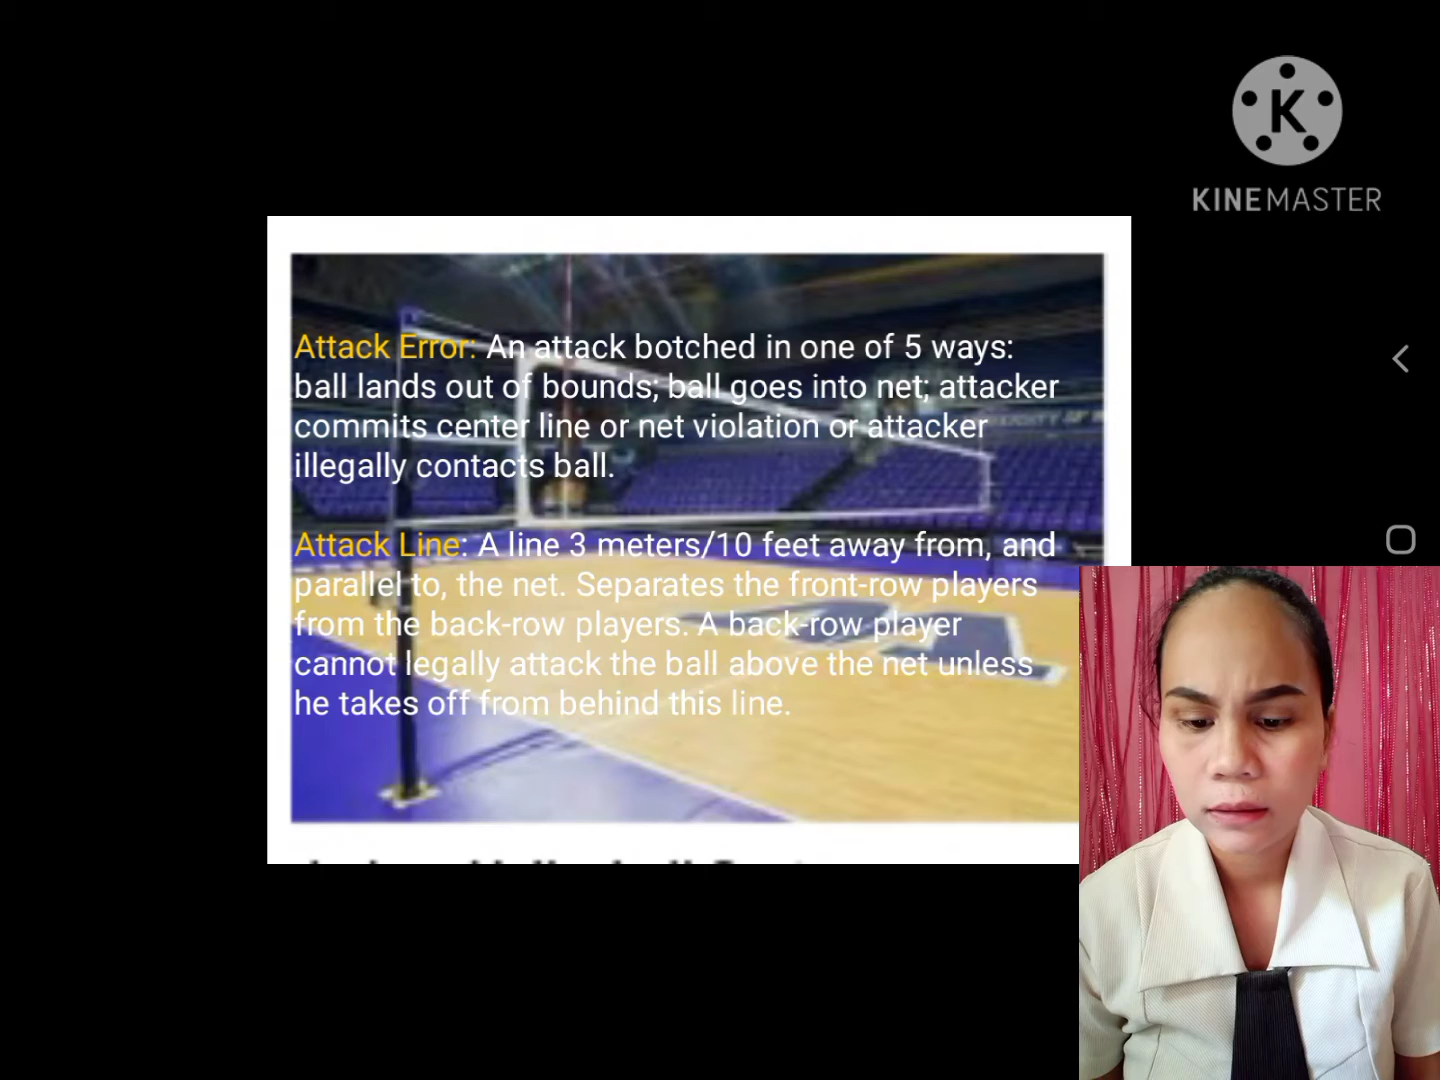 K
KINEMASTER
Attack Error: An attack botched in one of 5 ways:
ball lands out of bounds; ball goes into net; attacker
commits center line or net violation or attacker
illegally contacts ball.
Attack Line: A line 3 meters/10 feet away from, and
parallel to, the net. Separates the front-row players
from the back-row players. A back-row player
cannot legally attack the ball above the net unless
he takes off from behind this line.